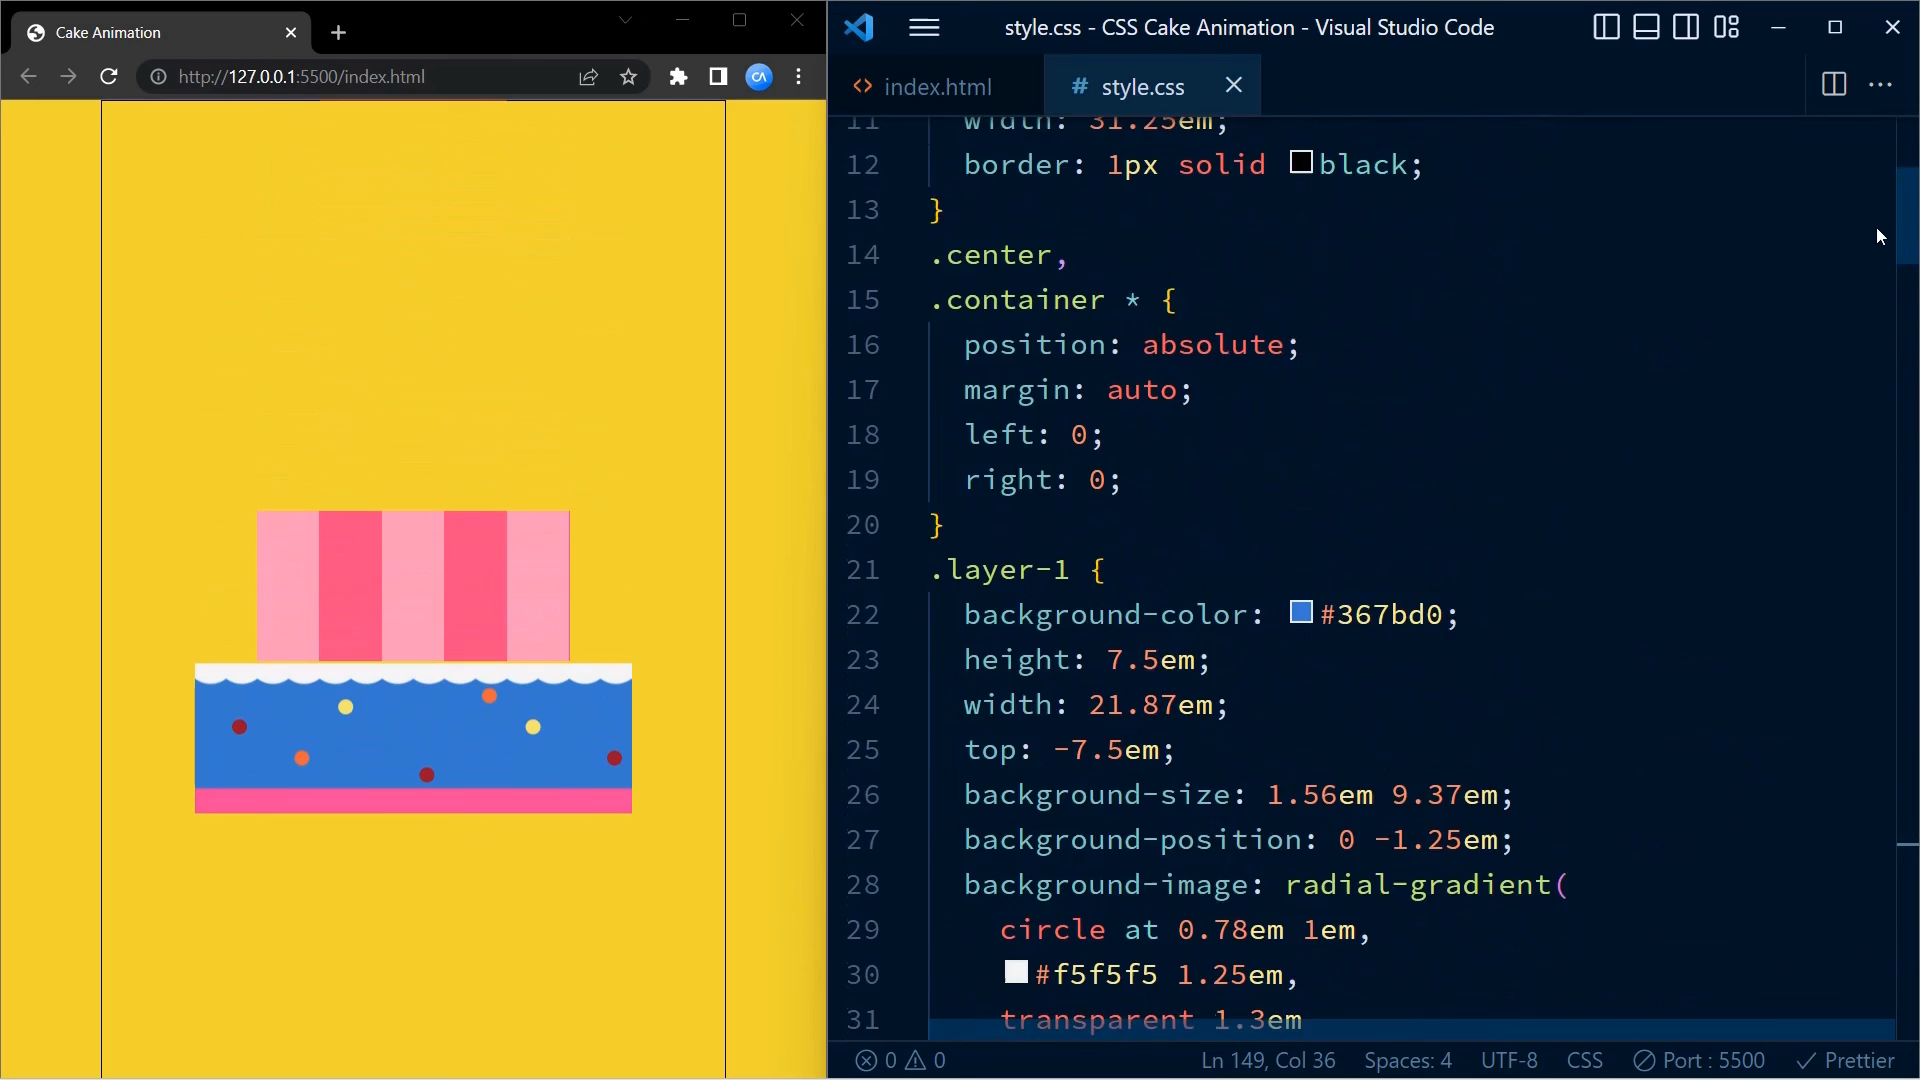 Cake Animation
http://127.0.0.1:5500/index.html
CA
style.css - CSS Cake Animation - Visual Studio Code
<> index.html
# style.css
11 width: 31.25em;
12 border: 1px solid black;
13 }
14 .center,
15 .container * {
16 position: absolute;
17 margin: auto;
18 left: 0;
19 right: 0;
20 }
21 .layer-1 {
22 background-color: #367bd0;
23 height: 7.5em;
24 width: 21.87em;
25 top: -7.5em;
26 background-size: 1.56em 9.37em;
27 background-position: 0 -1.25em;
28 background-image: radial-gradient(
29 circle at 0.78em 1em,
30 #f5f5f5 1.25em,
31 transparent 1.3em
0 0 Ln 149, Col 36 Spaces: 4 UTF-8 CSS Port : 5500 Prettier